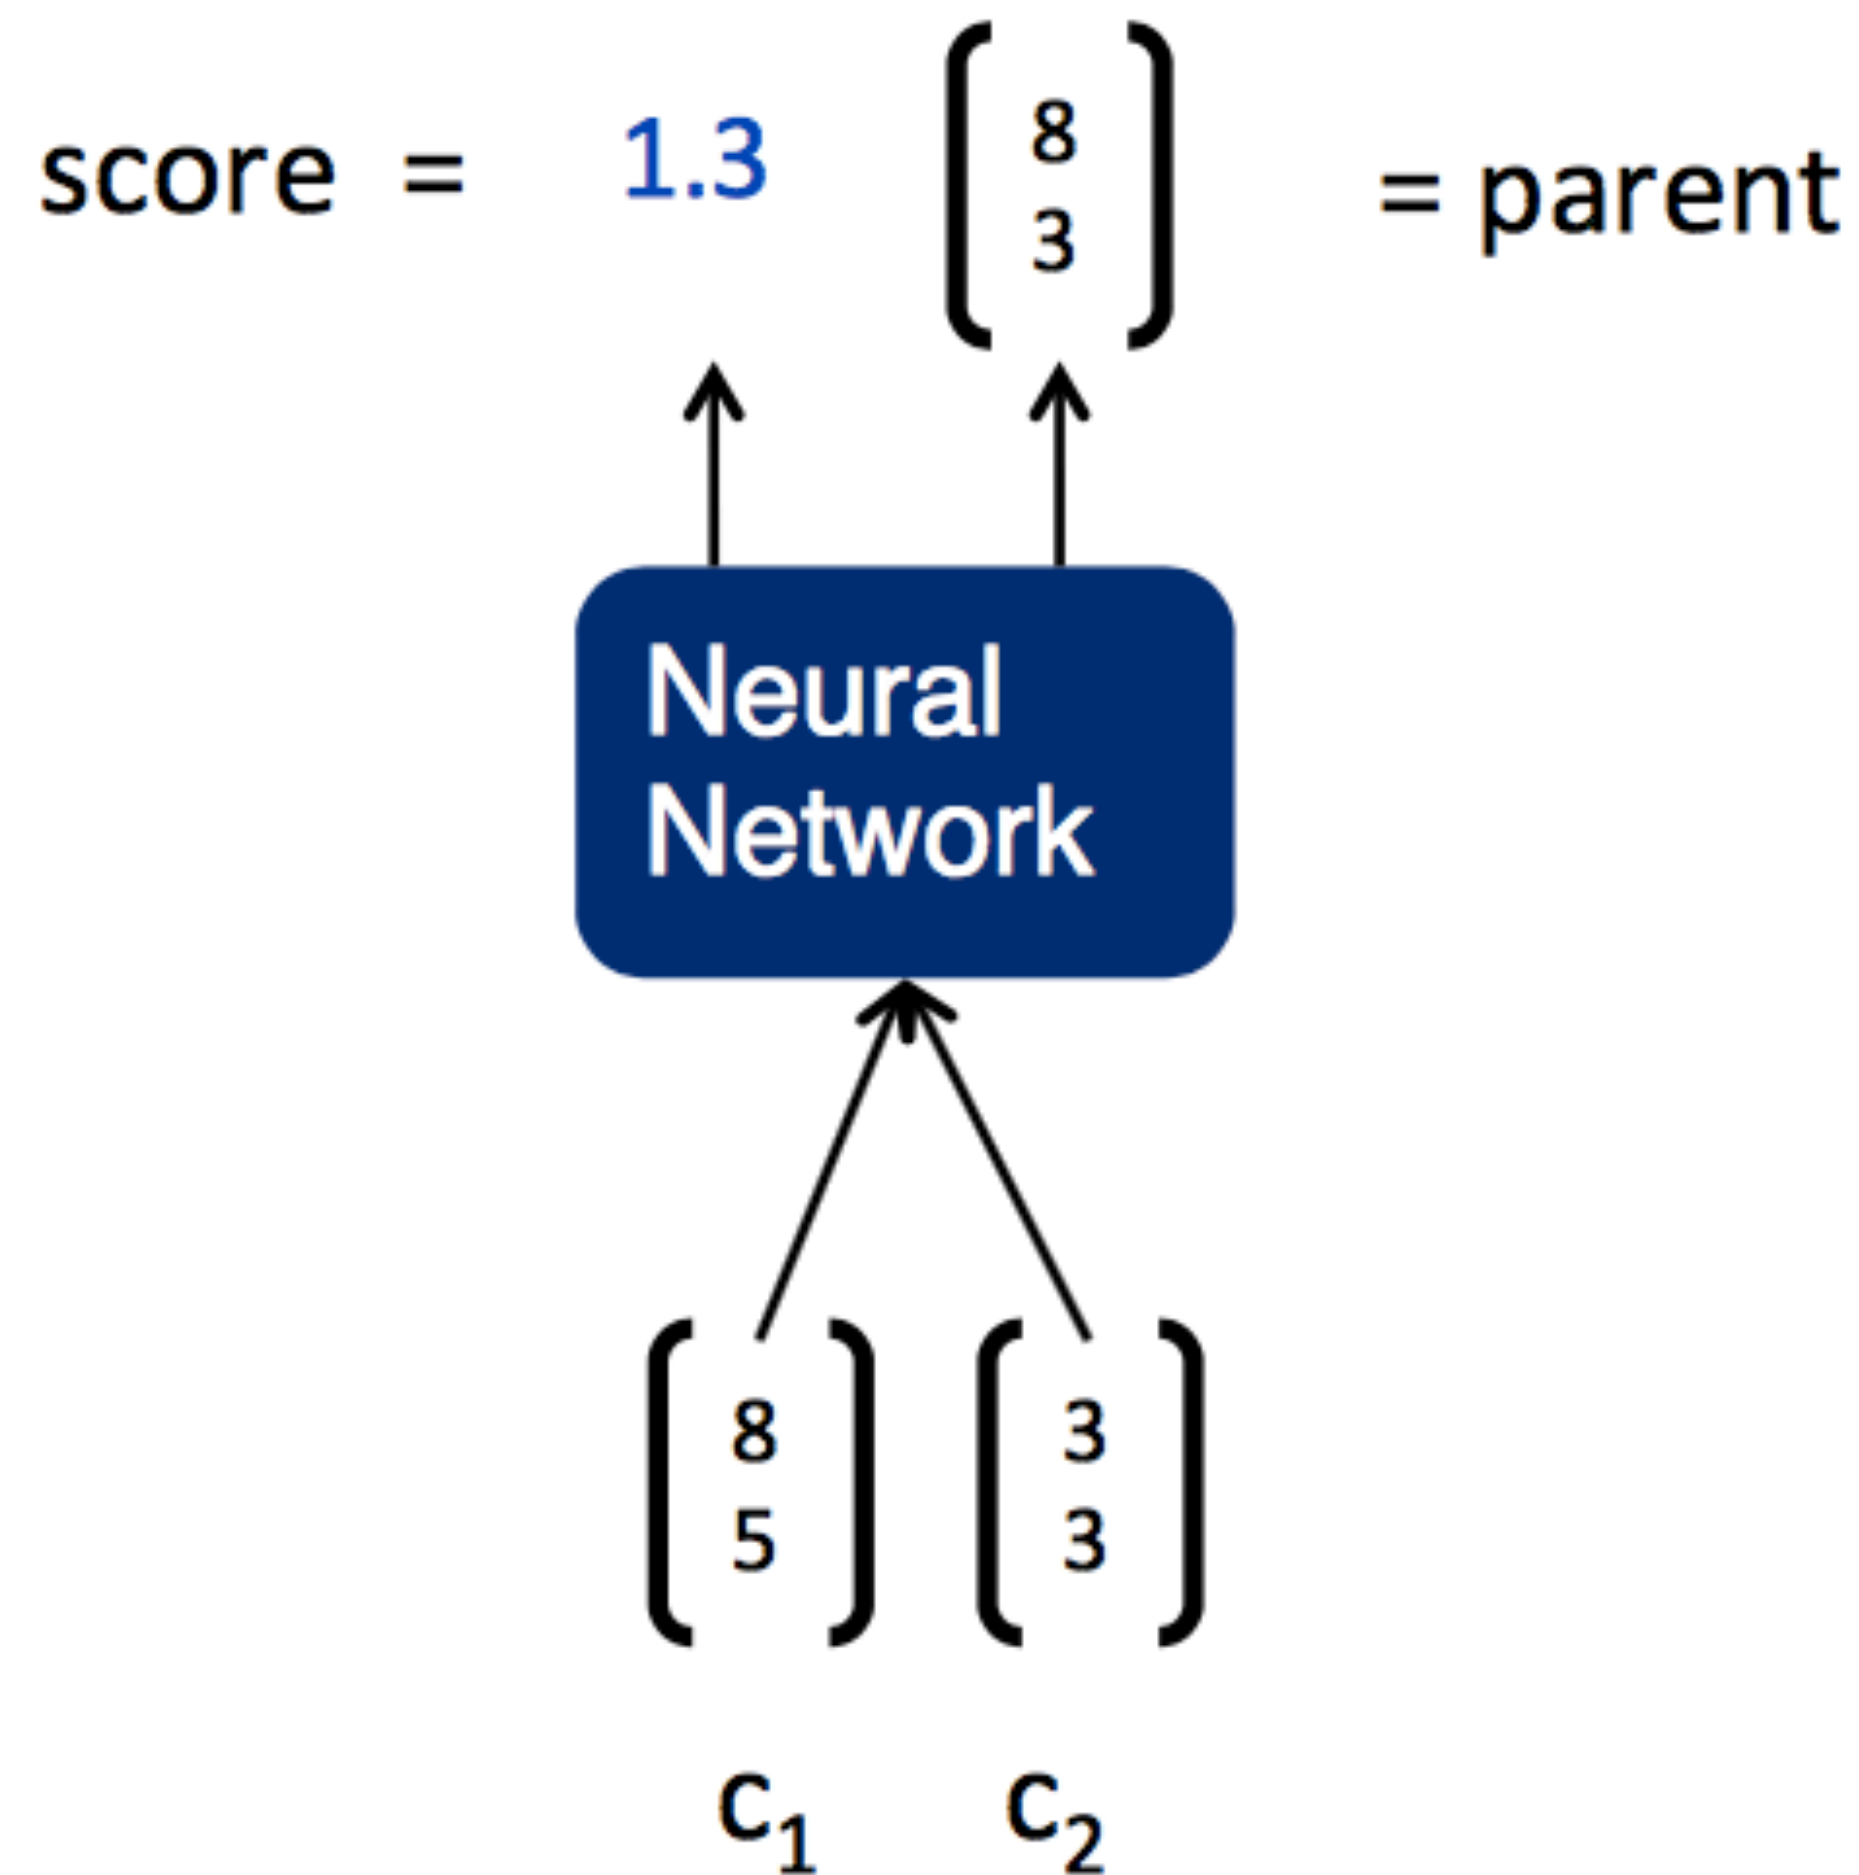 score = 1.3
8
3
= parent
Neural
Network
8
5
3
3
c₁ c₂